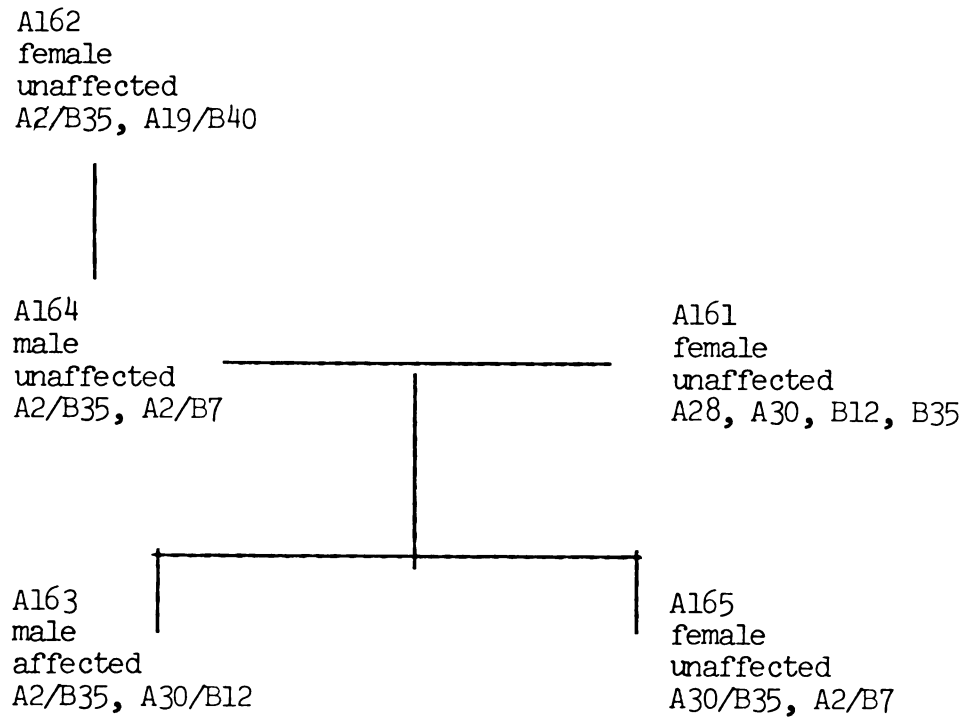 A162
female
unaffected
A2/B35, A19/B40
A164
male
unaffected
A2/B35, A2/B7
A161
female
unaffected
A28, A30, B12, B35
A163
male
affected
A2/B35, A30/B12
A165
female
unaffected
A30/B35, A2/B7